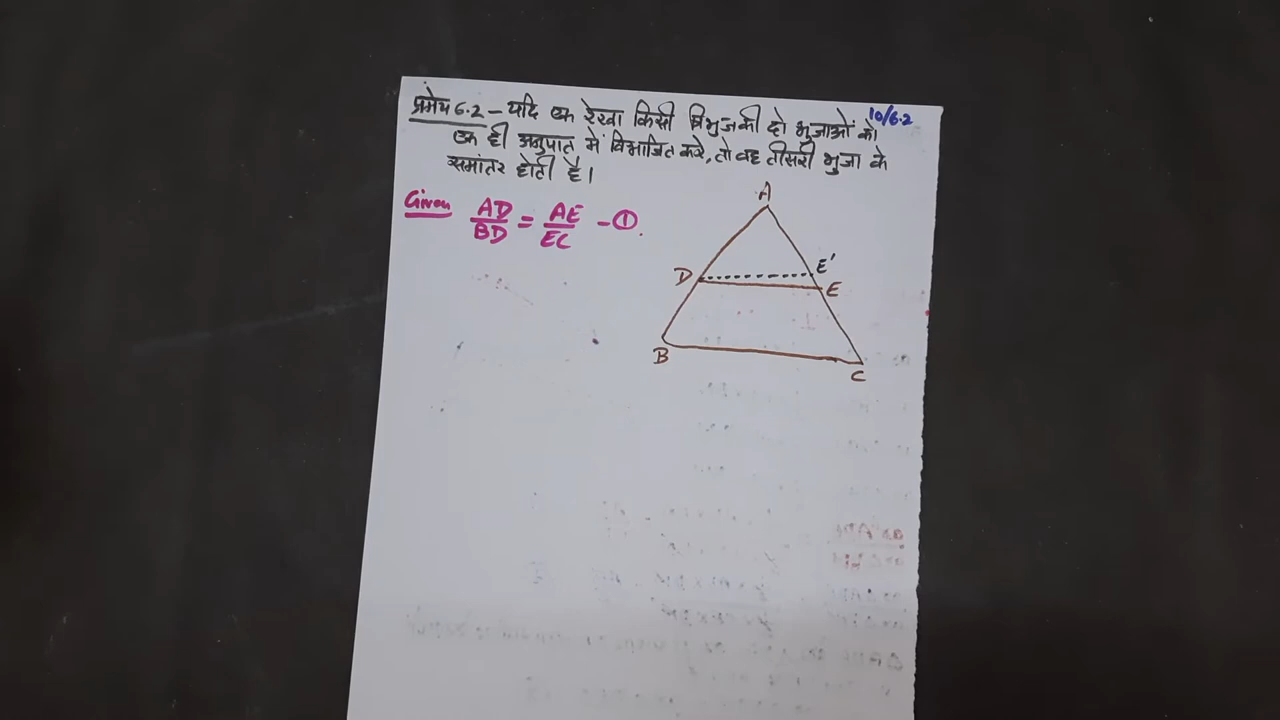 प्रमेय 6.2 – यदि एक रेखा किसी त्रिभुज की दो भुजाओं को
10/6.2
एक ही अनुपात में विभाजित करे, तो वह तीसरी भुजा के
समांतर होती है।
Given AD/BD = AE/EC – ①.
A
D
E'
E
B
C